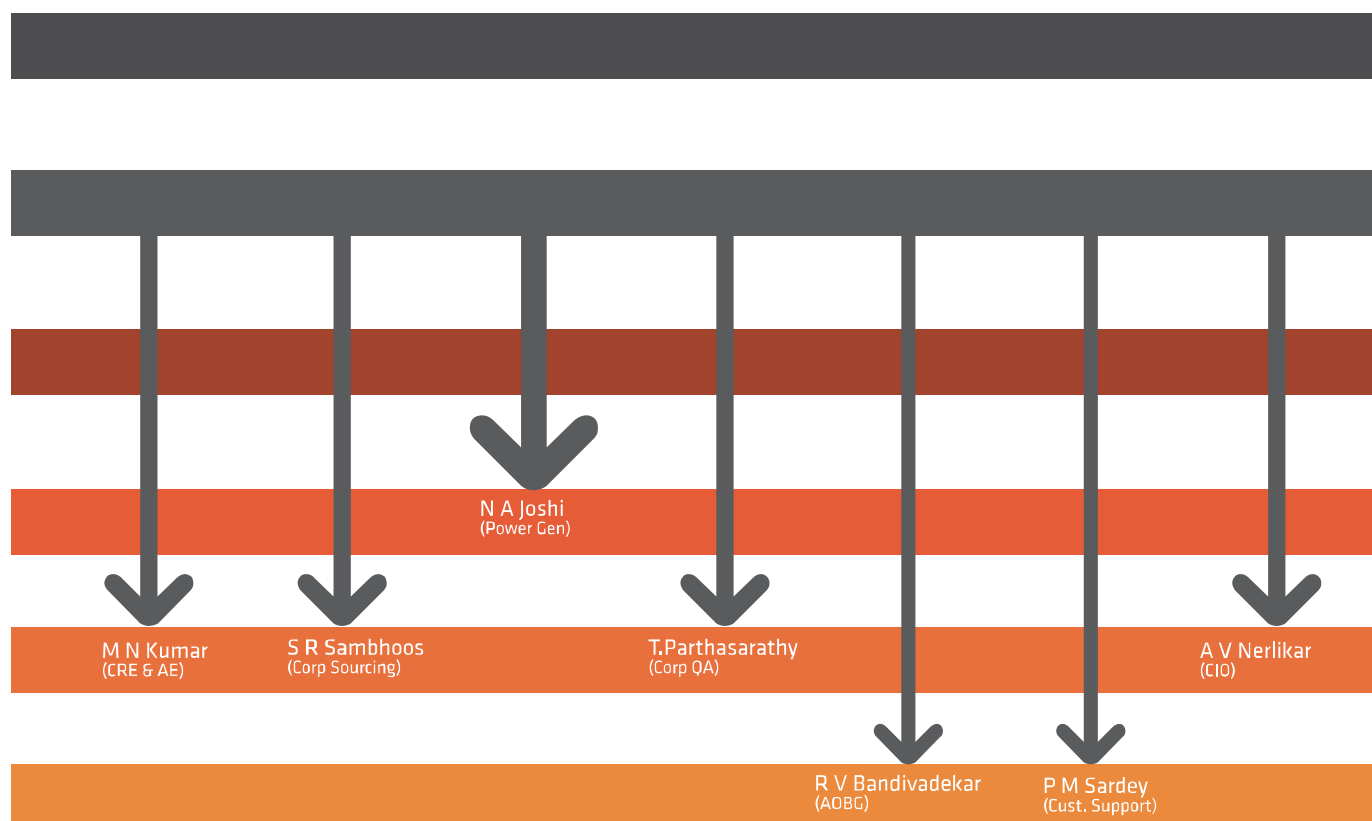 N A Joshi
(Power Gen)
M N Kumar
(CRE & AE)
S R Sambhoos
(Corp Sourcing)
T.Parthasarathy
(Corp QA)
A V Nerlikar
(CIO)
R V Bandivadekar
(AOBG)
P M Sardey
(Cust. Support)